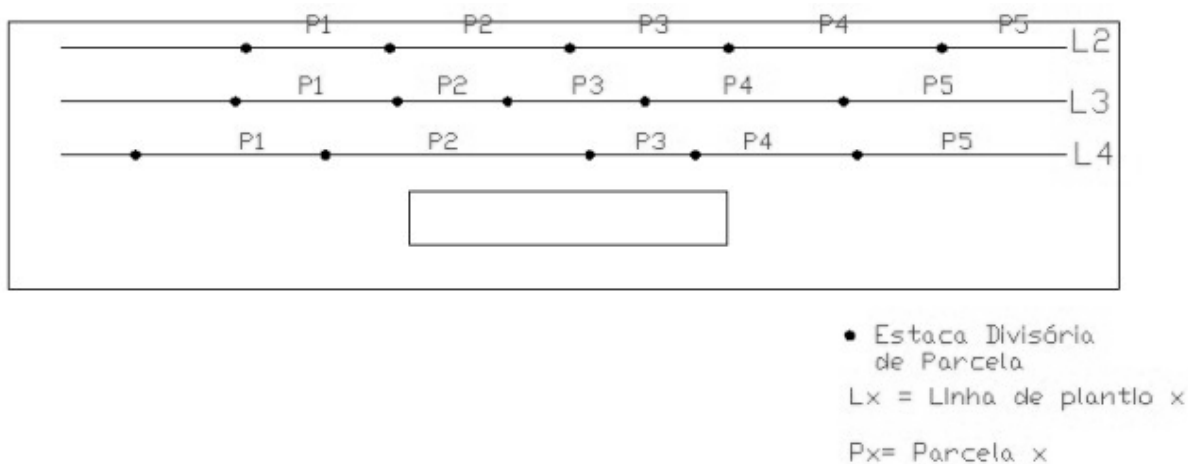 P1 P2 P3 P4 P5
L2
P1 P2 P3 P4 P5
L3
P1 P2 P3 P4 P5
L4
Estaca Divisória
de Parcela
Lx = Linha de plantio x
Px= Parcela x